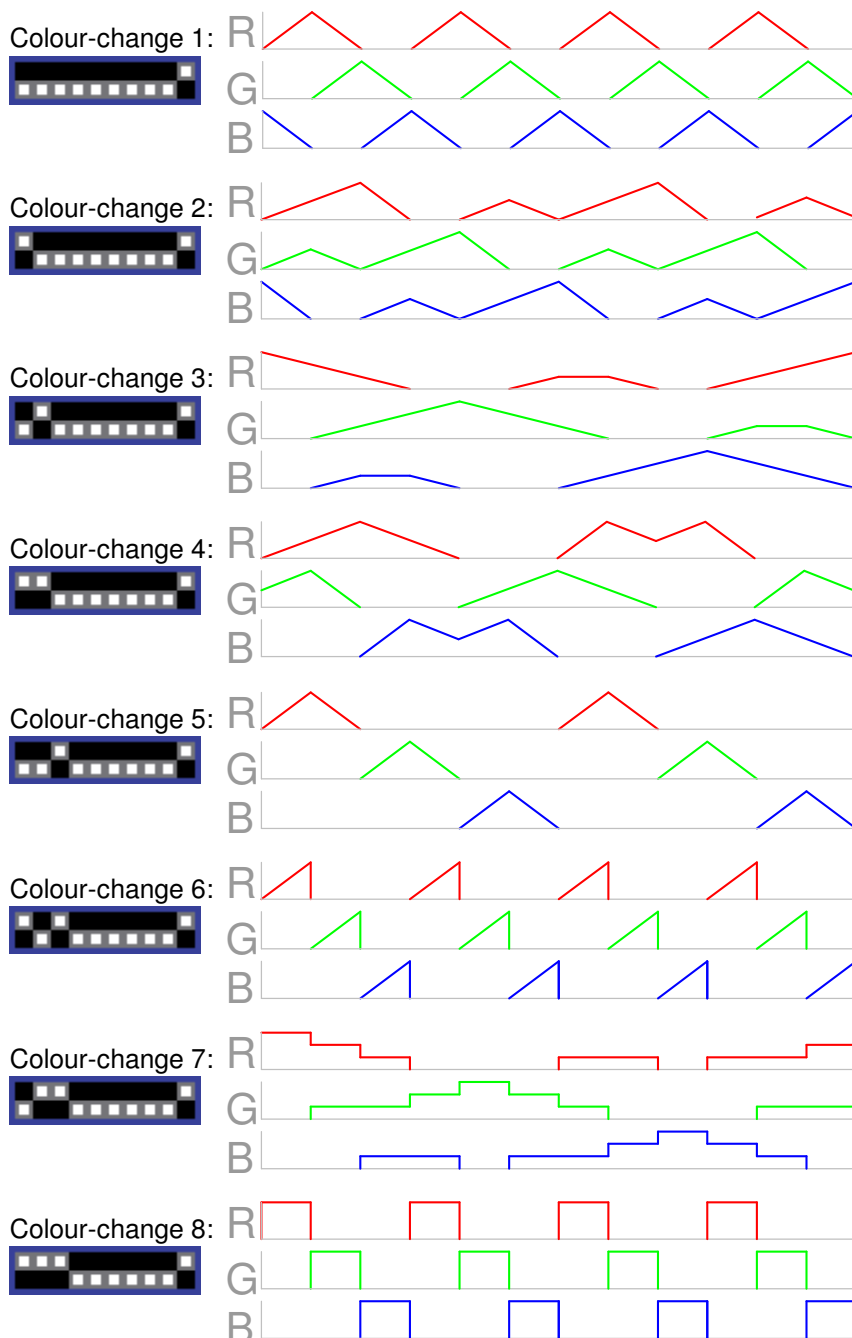 Colour-change 1: R
G
B
Colour-change 2: R
G
B
Colour-change 3: R
G
B
Colour-change 4: R
G
B
Colour-change 5: R
G
B
Colour-change 6: R
G
B
Colour-change 7: R
G
B
Colour-change 8: R
G
B